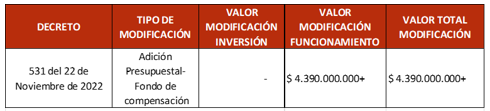 DECRETO TIPO DE MODIFICACIÓN VALOR MODIFICACIÓN INVERSIÓN VALOR MODIFICACIÓN FUNCIONAMIENTO VALOR TOTAL MODIFICACIÓN
531 del 22 de Noviembre de 2022 Adición Presupuestal- Fondo de compensación - $ 4.390.000.000+ $ 4.390.000.000+